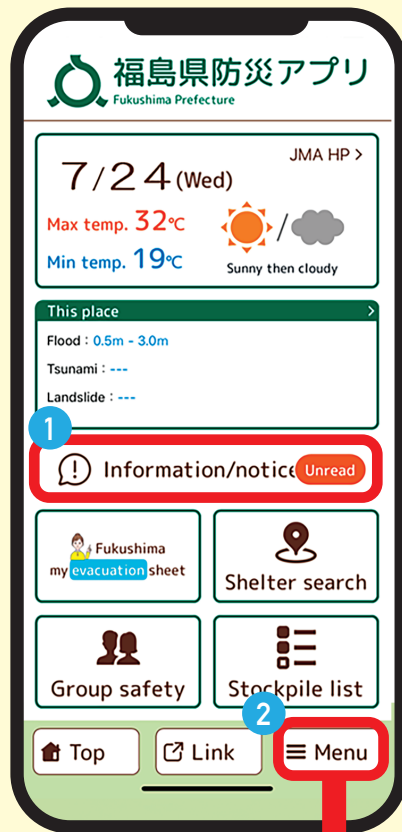 福島県防災アプリ
Fukushima Prefecture
JMA HP >
7/24(Wed)
Max temp. 32℃
Min temp. 19℃
/
Sunny then cloudy
This place >
Flood：0.5m - 3.0m
Tsunami：---
Landslide：---
1
Information/notice Unread
Fukushima
my evacuation sheet
Shelter search
Group safety
Stockpile list
2
Top
Link
Menu